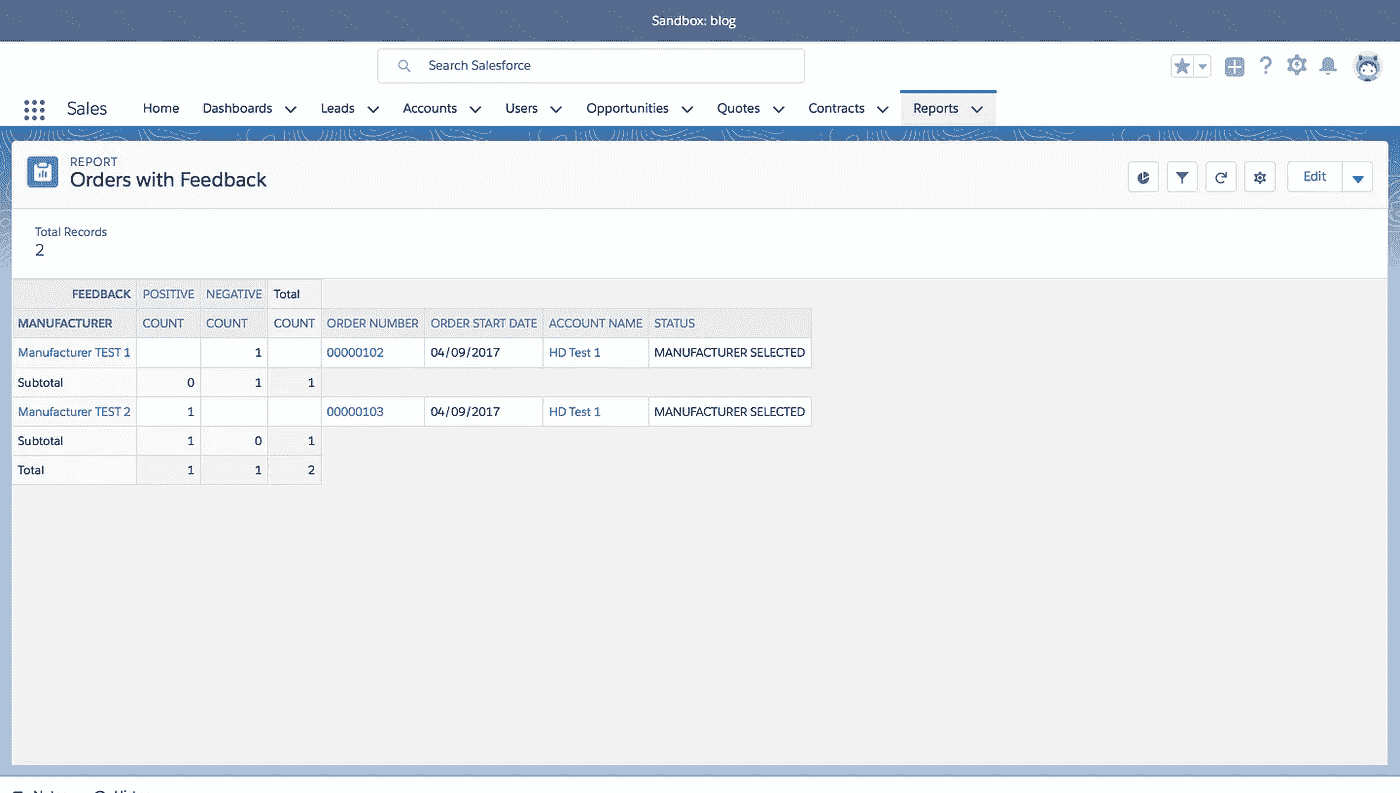 Sandbox: blog
Search Salesforce
Sales Home Dashboards Leads Accounts Users Opportunities Quotes Contracts Reports
REPORT
Orders with Feedback
Edit
Total Records
2
FEEDBACK POSITIVE NEGATIVE Total
MANUFACTURER COUNT COUNT COUNT ORDER NUMBER ORDER START DATE ACCOUNT NAME STATUS
Manufacturer TEST 1 1 00000102 04/09/2017 HD Test 1 MANUFACTURER SELECTED
Subtotal 0 1 1
Manufacturer TEST 2 1 00000103 04/09/2017 HD Test 1 MANUFACTURER SELECTED
Subtotal 1 0 1
Total 1 1 2